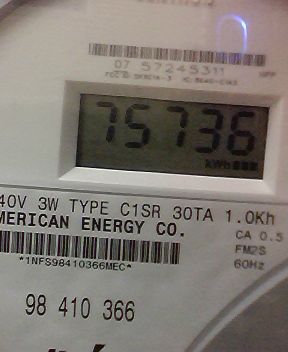 07 57245311
75736
kWh
40V 3W TYPE C1SR 30TA 1.0Kh
MERICAN ENERGY CO.
CA 0.5
FM2S
60Hz
*1NFS98410366MEC*
98 410 366